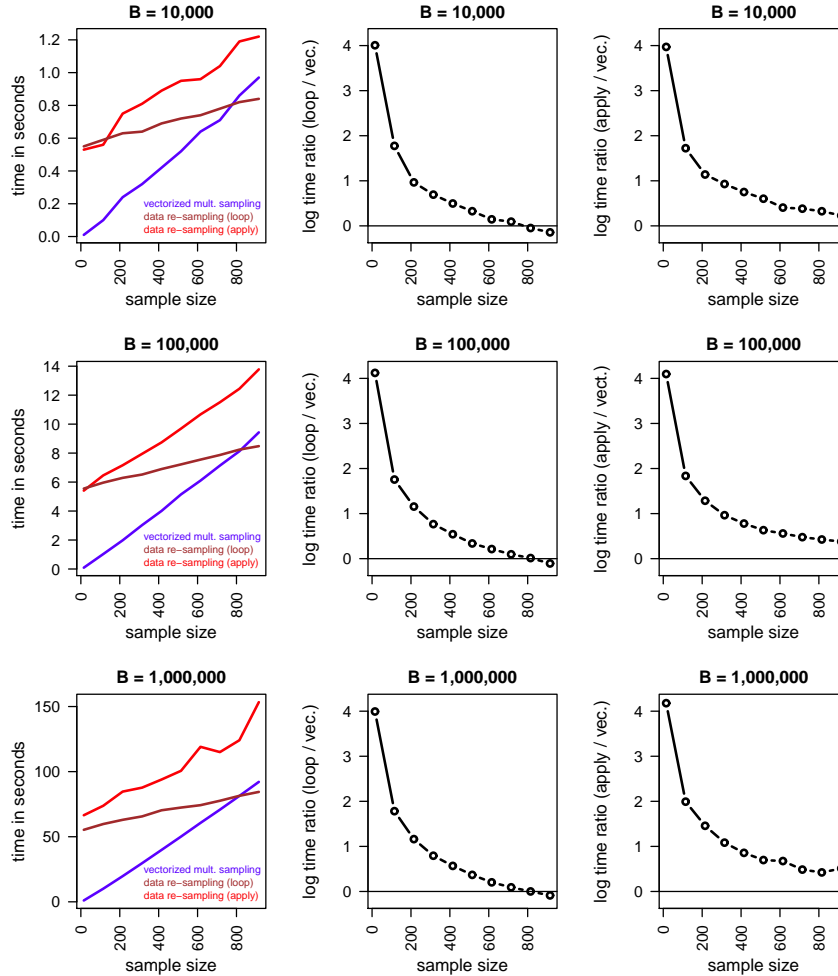 B = 10,000
time in seconds
1.2
1.0
0.8
0.6
0.4
0.2
0.0
vectorized mult. sampling
data re-sampling (loop)
data re-sampling (apply)
0
200
400
600
800
sample size
B = 10,000
log time ratio (loop / vec.)
4
3
2
1
0
0
200
400
600
800
sample size
B = 10,000
log time ratio (apply / vec.)
4
3
2
1
0
0
200
400
600
800
sample size
B = 100,000
time in seconds
14
12
10
8
6
4
2
0
vectorized mult. sampling
data re-sampling (loop)
data re-sampling (apply)
0
200
400
600
800
sample size
B = 100,000
log time ratio (loop / vec.)
4
3
2
1
0
0
200
400
600
800
sample size
B = 100,000
log time ratio (apply / vect.)
4
3
2
1
0
0
200
400
600
800
sample size
B = 1,000,000
time in seconds
150
100
50
0
vectorized mult. sampling
data re-sampling (loop)
data re-sampling (apply)
0
200
400
600
800
sample size
B = 1,000,000
log time ratio (loop / vec.)
4
3
2
1
0
0
200
400
600
800
sample size
B = 1,000,000
log time ratio (apply / vec.)
4
3
2
1
0
0
200
400
600
800
sample size